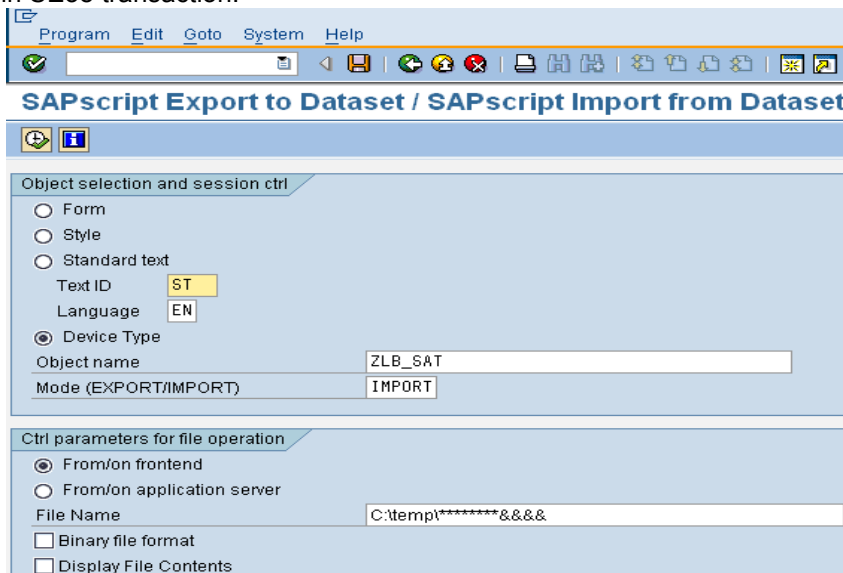 in SE38 transaction.
Program Edit Goto System Help
SAPscript Export to Dataset / SAPscript Import from Dataset
Object selection and session ctrl
Form
Style
Standard text
Text ID ST
Language EN
Device Type
Object name ZLB_SAT
Mode (EXPORT/IMPORT) IMPORT
Ctrl parameters for file operation
From/on frontend
From/on application server
File Name C:\temp\********&&&&
Binary file format
Display File Contents